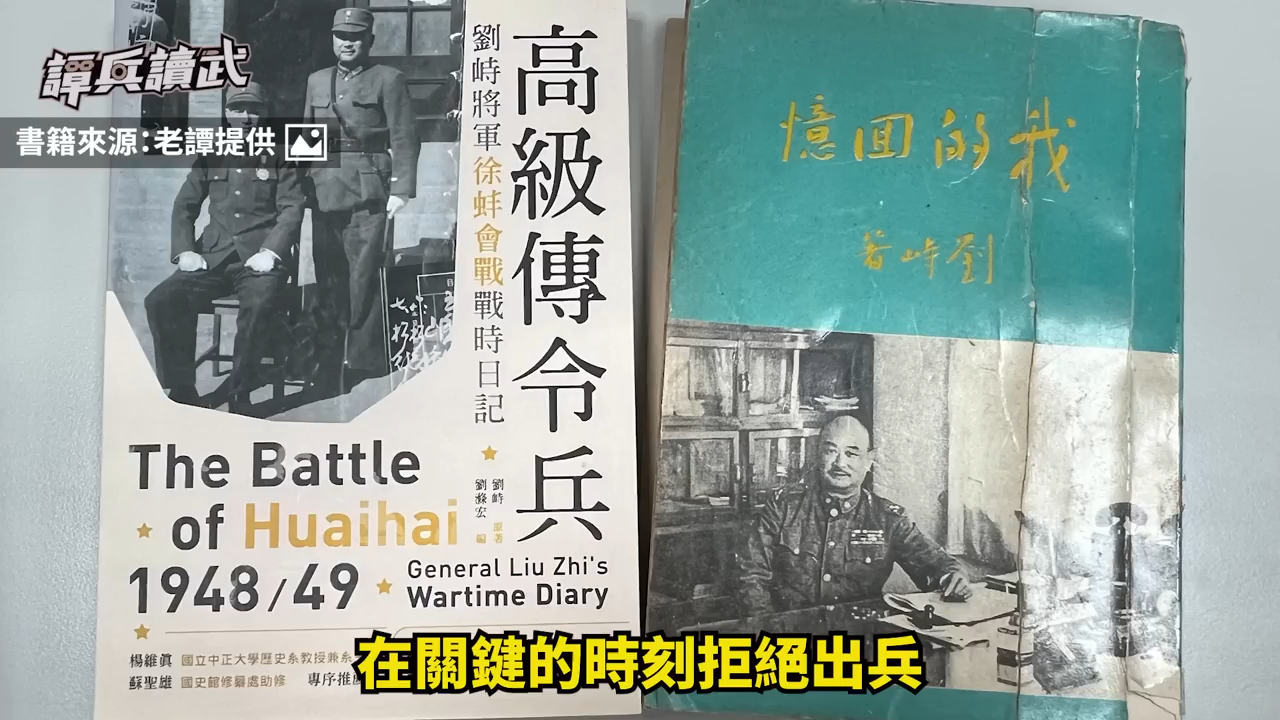 譚兵讀武
書籍來源：老譚提供
高級傳令兵
劉峙將軍徐蚌會戰戰時日記
劉峙 原著
劉滌宏 編
The Battle
of Huaihai
1948/49
General Liu Zhi's
Wartime Diary
楊維真 國立中正大學歷史系教授兼系
蘇聖雄 國史館修纂處助修 專序推
我的回憶
劉峙著
在關鍵的時刻拒絕出兵